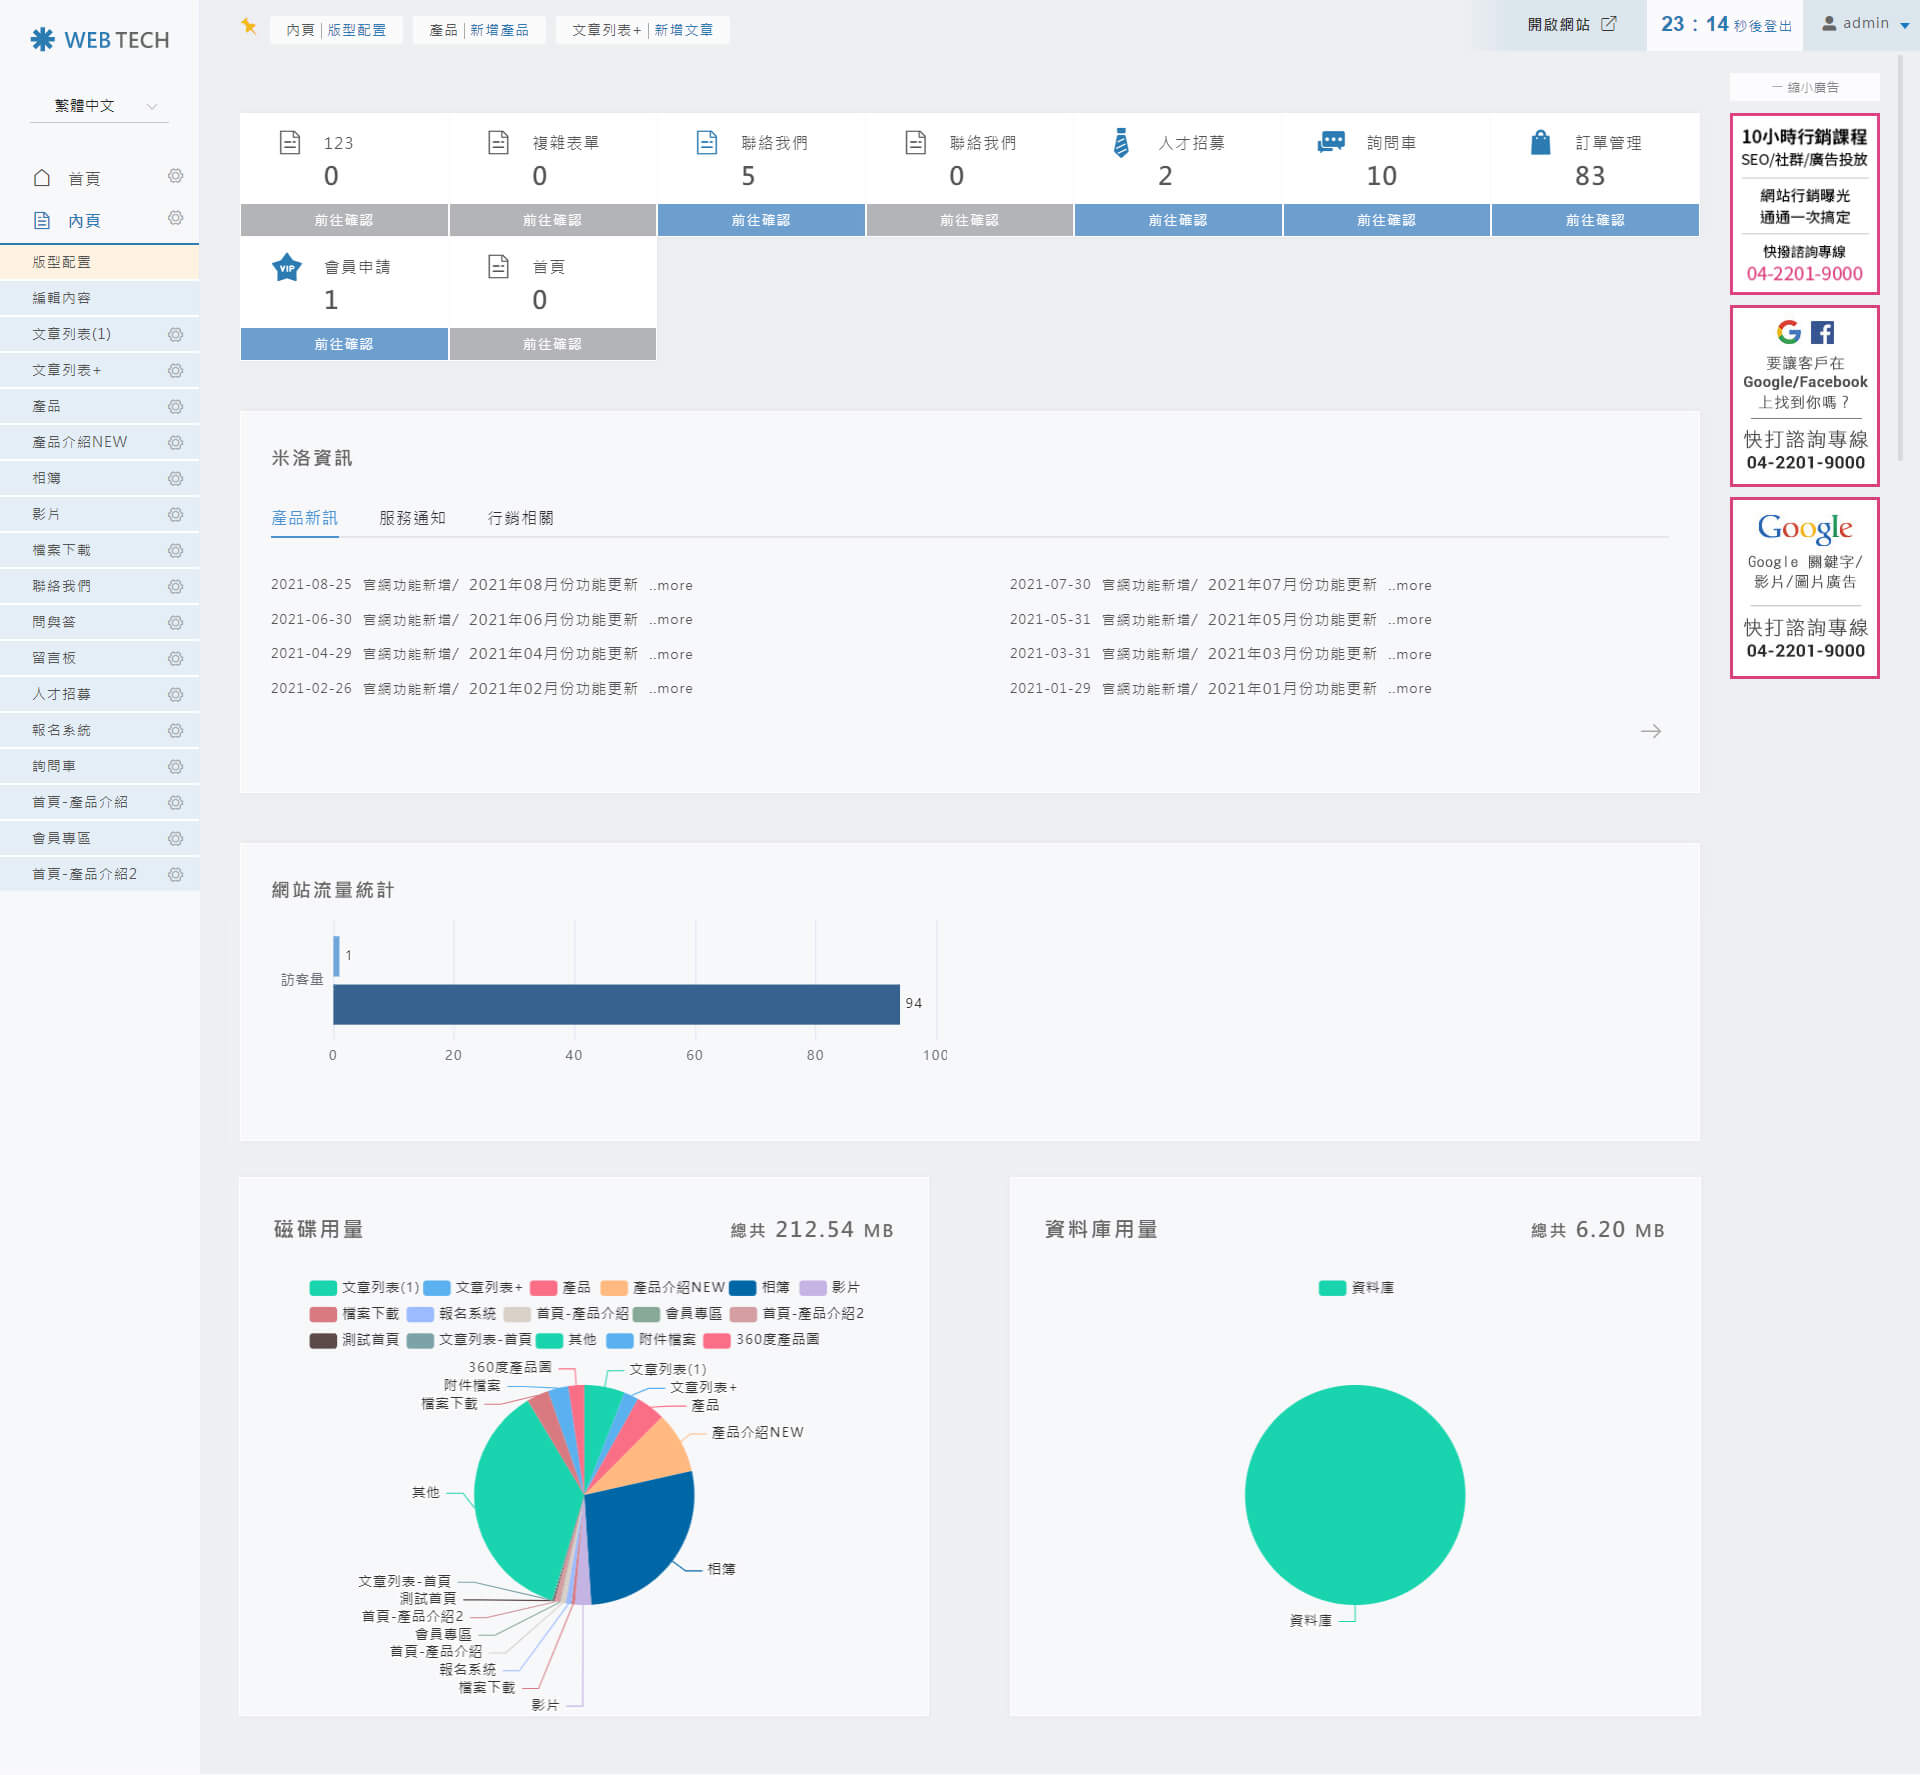 WEB TECH
繁體中文
首頁
內頁
版型配置
編輯內容
文章列表(1)
文章列表+
產品
產品介紹NEW
相簿
影片
檔案下載
聯絡我們
問與答
留言板
人才招募
報名系統
詢問車
首頁-產品介紹
會員專區
首頁-產品介紹2
內頁 | 版型配置
產品 | 新增產品
文章列表+ | 新增文章
開啟網站
23 : 14 秒後登出
admin
123
0
前往確認
複雜表單
0
前往確認
聯絡我們
5
前往確認
聯絡我們
0
前往確認
人才招募
2
前往確認
詢問車
10
前往確認
訂單管理
83
前往確認
VIP
會員申請
1
前往確認
首頁
0
前往確認
米洛資訊
產品新訊 服務通知 行銷相關
2021-08-25 官網功能新增/ 2021年08月份功能更新 ..more
2021-07-30 官網功能新增/ 2021年07月份功能更新 ..more
2021-06-30 官網功能新增/ 2021年06月份功能更新 ..more
2021-05-31 官網功能新增/ 2021年05月份功能更新 ..more
2021-04-29 官網功能新增/ 2021年04月份功能更新 ..more
2021-03-31 官網功能新增/ 2021年03月份功能更新 ..more
2021-02-26 官網功能新增/ 2021年02月份功能更新 ..more
2021-01-29 官網功能新增/ 2021年01月份功能更新 ..more
網站流量統計
1
訪客量
94
0 20 40 60 80 100
磁碟用量
總共 212.54 MB
文章列表(1) 文章列表+ 產品 產品介紹NEW 相簿 影片
檔案下載 報名系統 首頁-產品介紹 會員專區 首頁-產品介紹2
測試首頁 文章列表-首頁 其他 附件檔案 360度產品圖
360度產品圖
文章列表(1)
附件檔案
文章列表+
檔案下載
產品
產品介紹NEW
其他
相簿
文章列表-首頁
測試首頁
首頁-產品介紹2
會員專區
首頁-產品介紹
報名系統
檔案下載
影片
資料庫用量
總共 6.20 MB
資料庫
資料庫
一 縮小廣告
10小時行銷課程
SEO/社群/廣告投放
網站行銷曝光
通通一次搞定
快撥諮詢專線
04-2201-9000
要讓客戶在
Google/Facebook
上找到你嗎？
快打諮詢專線
04-2201-9000
Google
Google 關鍵字/
影片/圖片廣告
快打諮詢專線
04-2201-9000